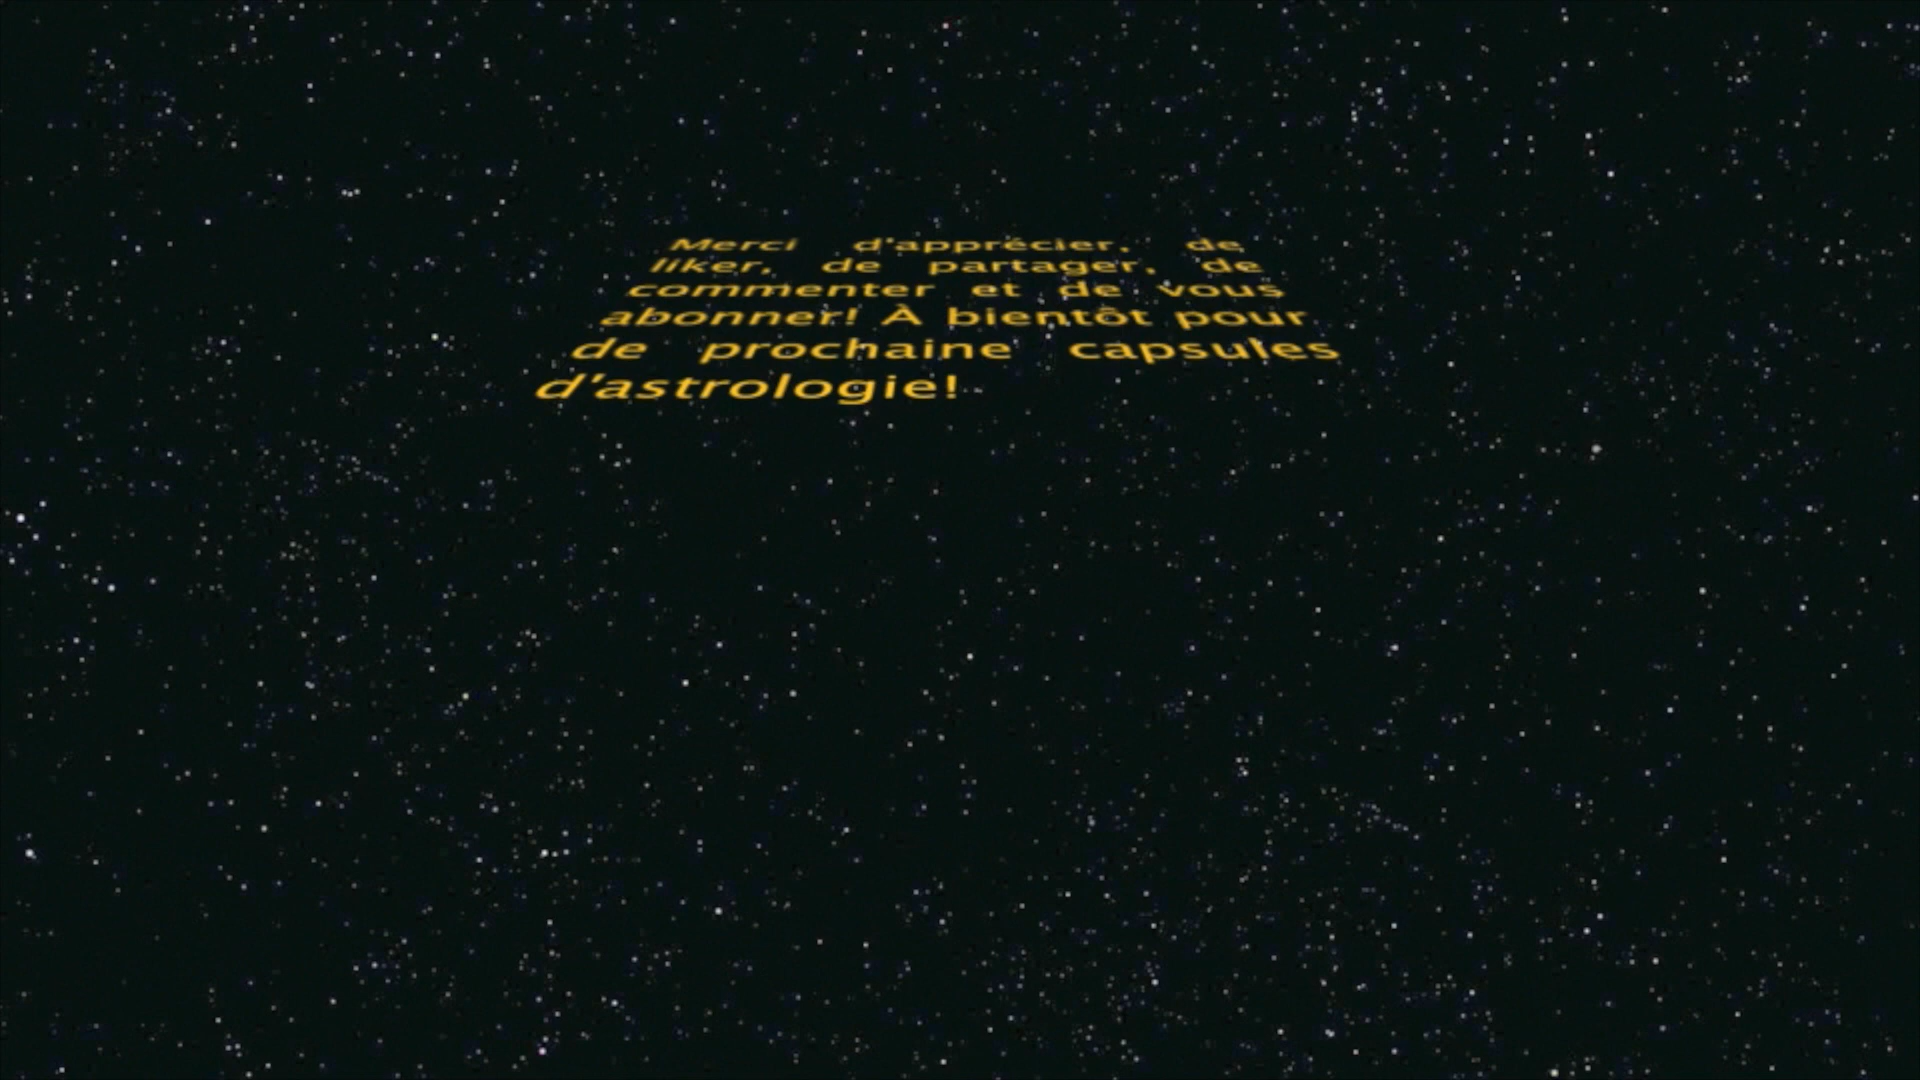 Merci d'apprécier, de
liker, de partager, de
commenter et de vous
abonner! À bientôt pour
de prochaine capsules
d'astrologie!